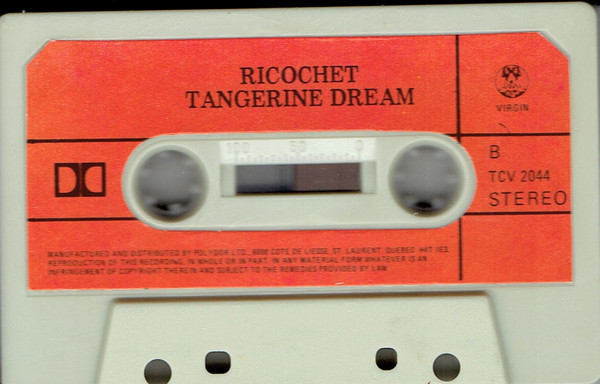 RICOCHET
TANGERINE DREAM
VIRGIN
100 50 0
B
TCV 2044
STEREO
MANUFACTURED AND DISTRIBUTED BY POLYDOR LTD., 6000 COTE DE LIESSE, ST. LAURENT, QUEBEC H4T 1E3.
REPRODUCTION OF THIS RECORDING, IN WHOLE OR IN PART, IN ANY MATERIAL FORM WHATEVER IS AN
INFRINGEMENT OF COPYRIGHT THEREIN AND SUBJECT TO THE REMEDIES PROVIDED BY LAW